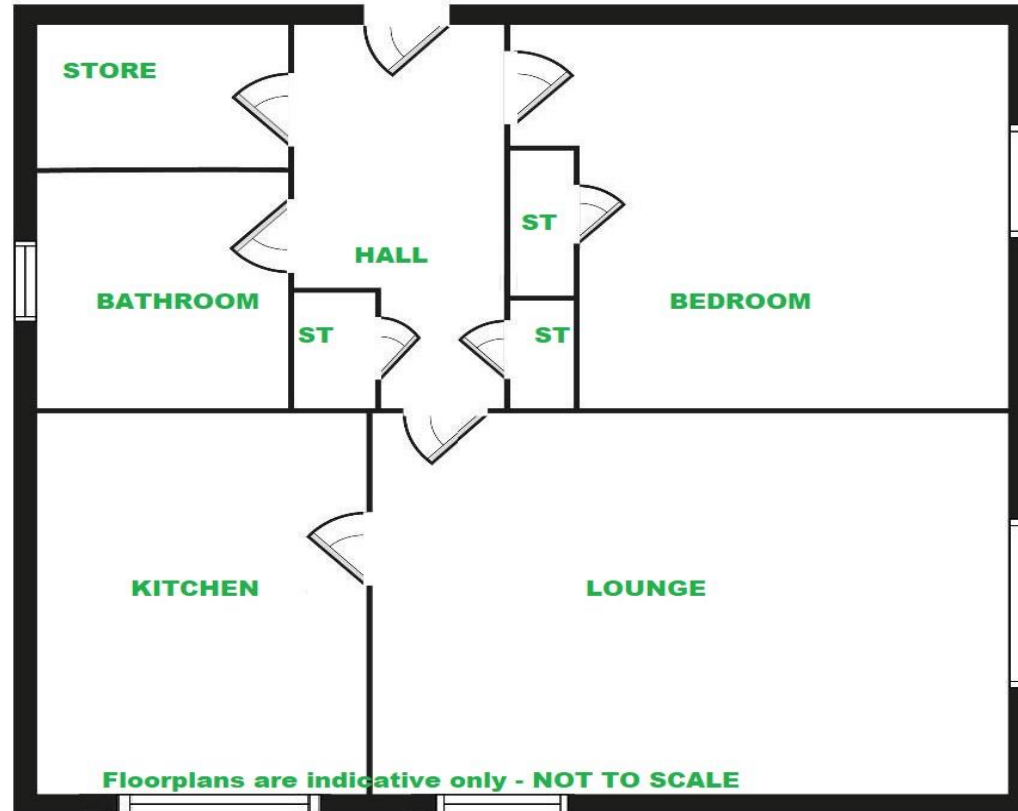 STORE
ST
HALL
BATHROOM
BEDROOM
ST
ST
KITCHEN
LOUNGE
Floorplans are indicative only - NOT TO SCALE